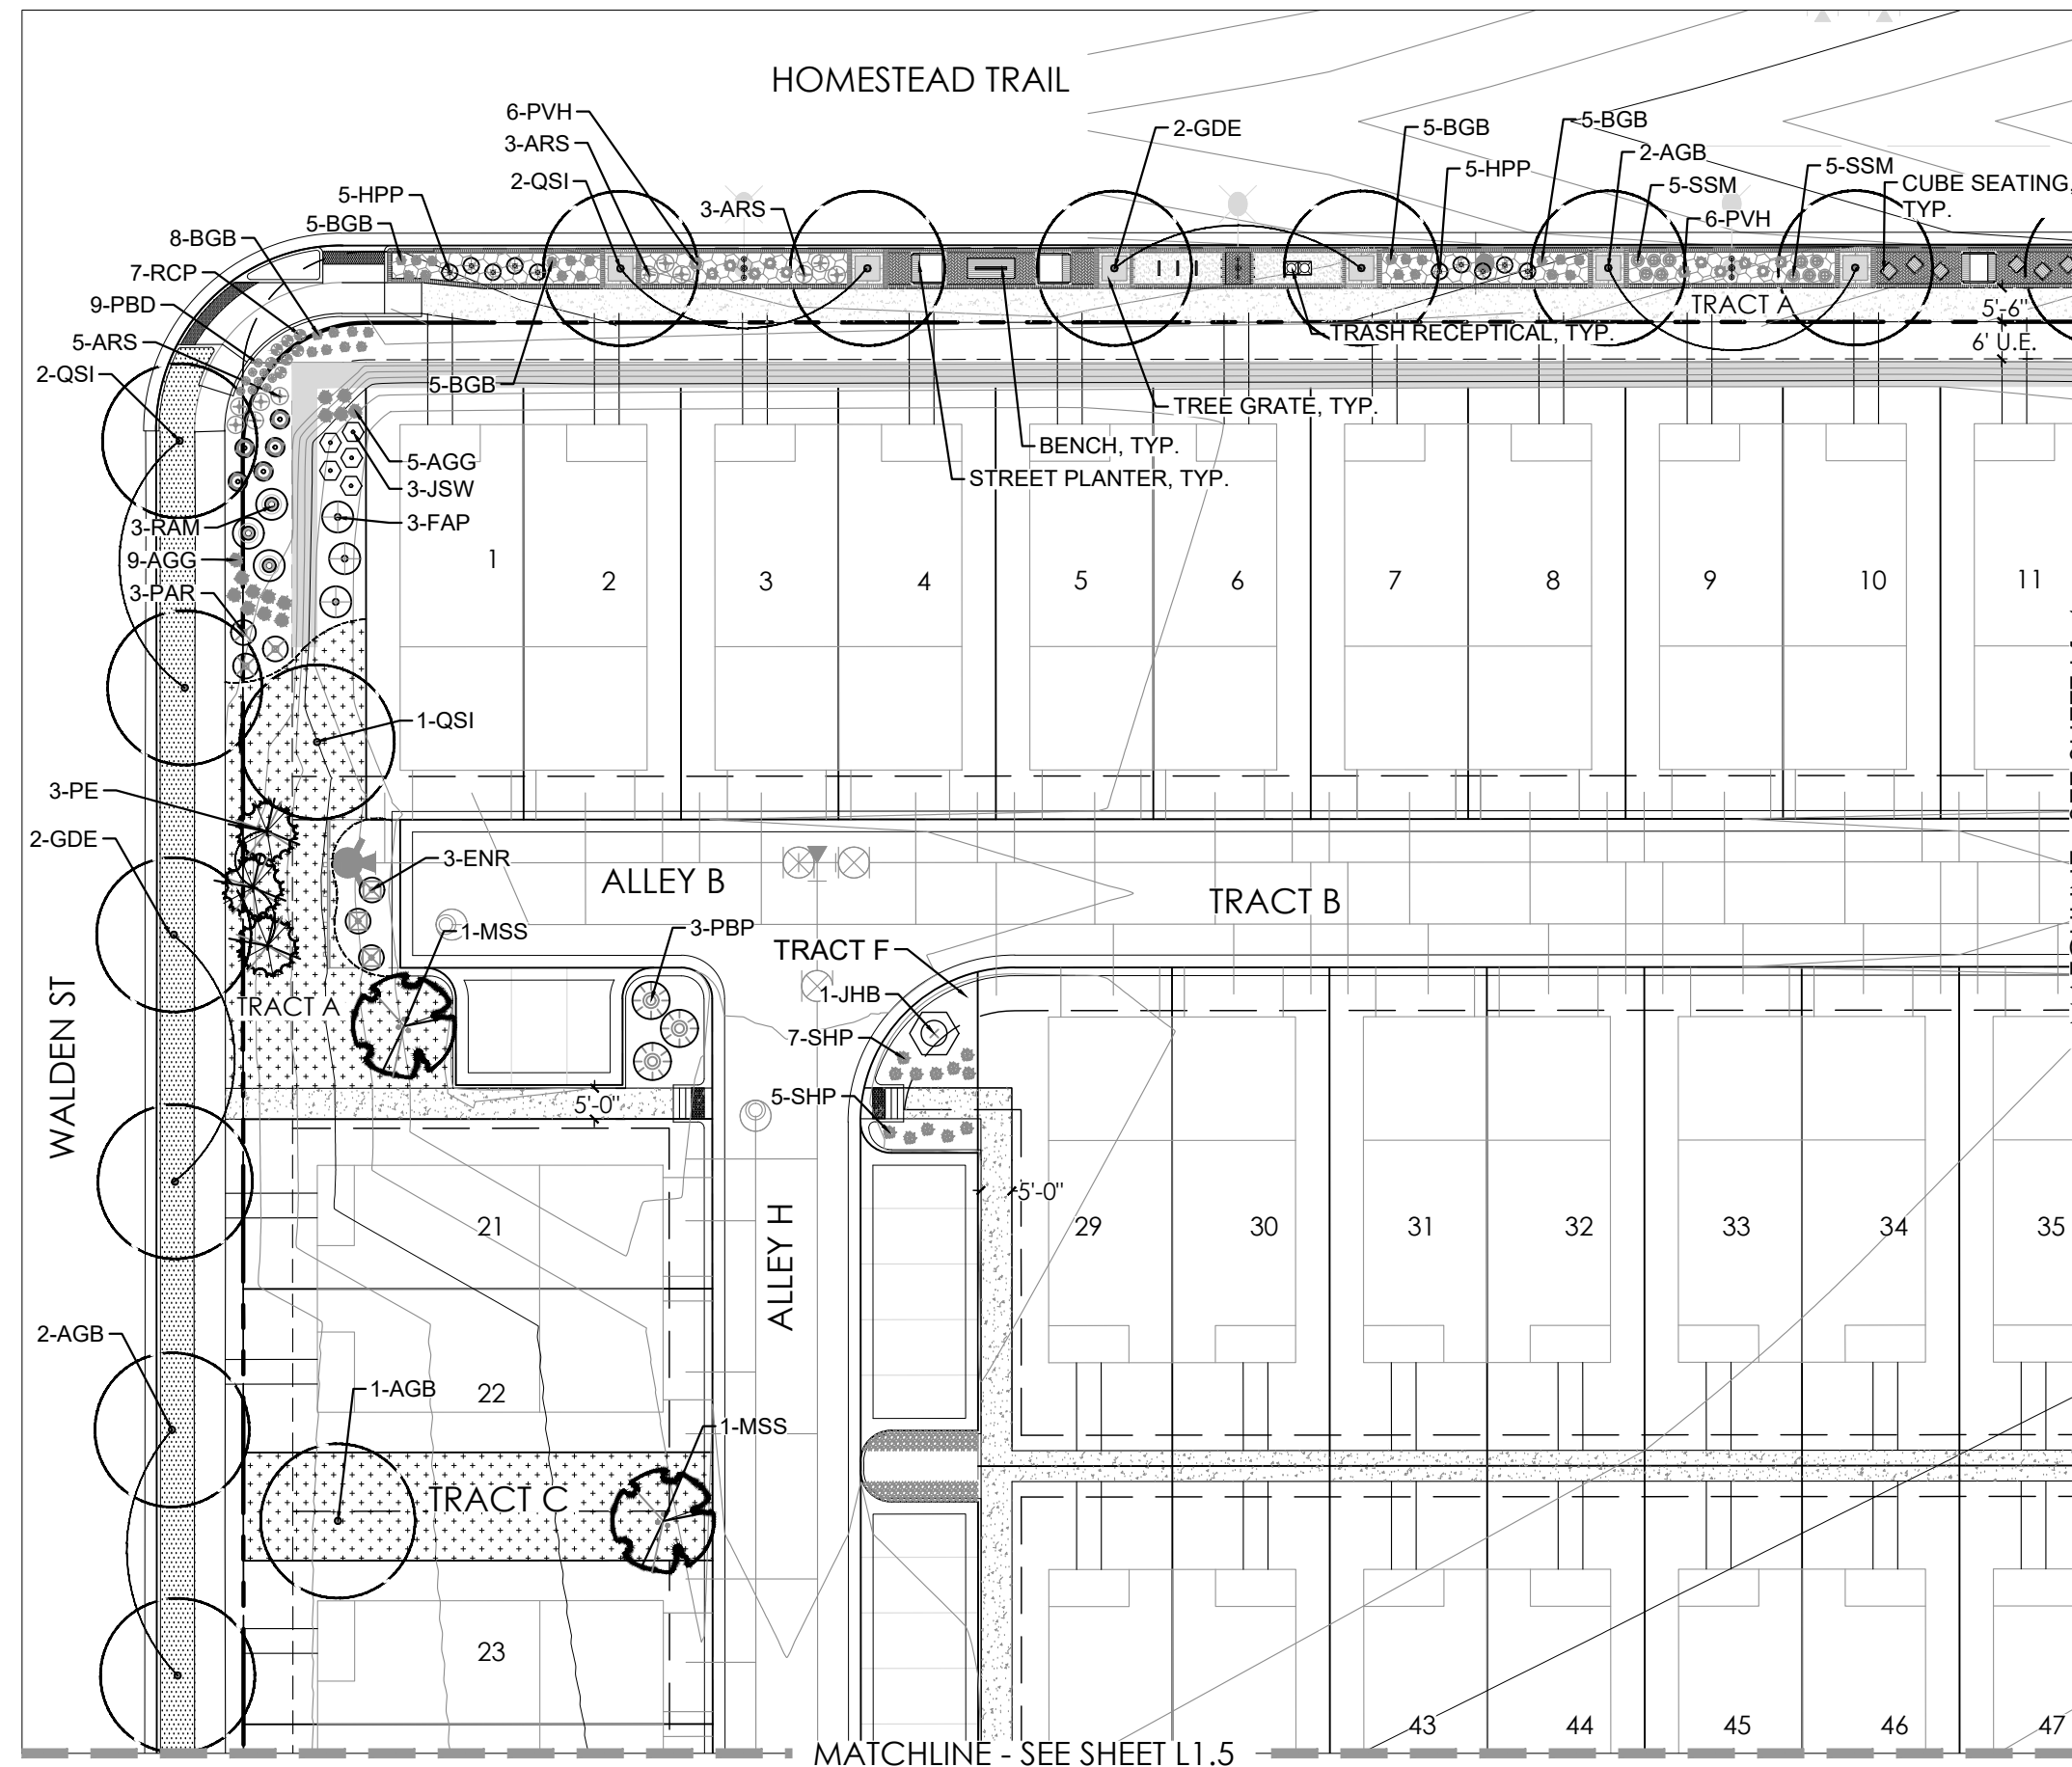 HOMESTEAD TRAIL
6-PVH
3-ARS
2-QSI
5-HPP
5-BGB
8-BGB
7-RCP
9-PBD
5-ARS
2-QSI
3-ARS
2-GDE
5-BGB
5-HPP
5-BGB
2-AGB
5-SSM
6-PVH
5-SSM
CUBE SEATING,
TYP.
TRACT A
5'-6"
6' U.E.
TRASH RECEPTICAL, TYP.
5-BGB
TREE GRATE, TYP.
BENCH, TYP.
STREET PLANTER, TYP.
5-AGG
3-JSW
3-FAP
3-RAM
9-AGG
3-PAR
1
2
3
4
5
6
7
8
9
10
11
1-QSI
3-PE
2-GDE
3-ENR
ALLEY B
TRACT B
1-MSS
3-PBP
TRACT F
1-JHB
7-SHP
5-SHP
TRACT A
WALDEN ST
5'-0"
5'-0"
ALLEY H
21
22
23
29
30
31
32
33
34
35
2-AGB
1-AGB
1-MSS
TRACT C
43
44
45
46
47
MATCHLINE - SEE SHEET L1.5